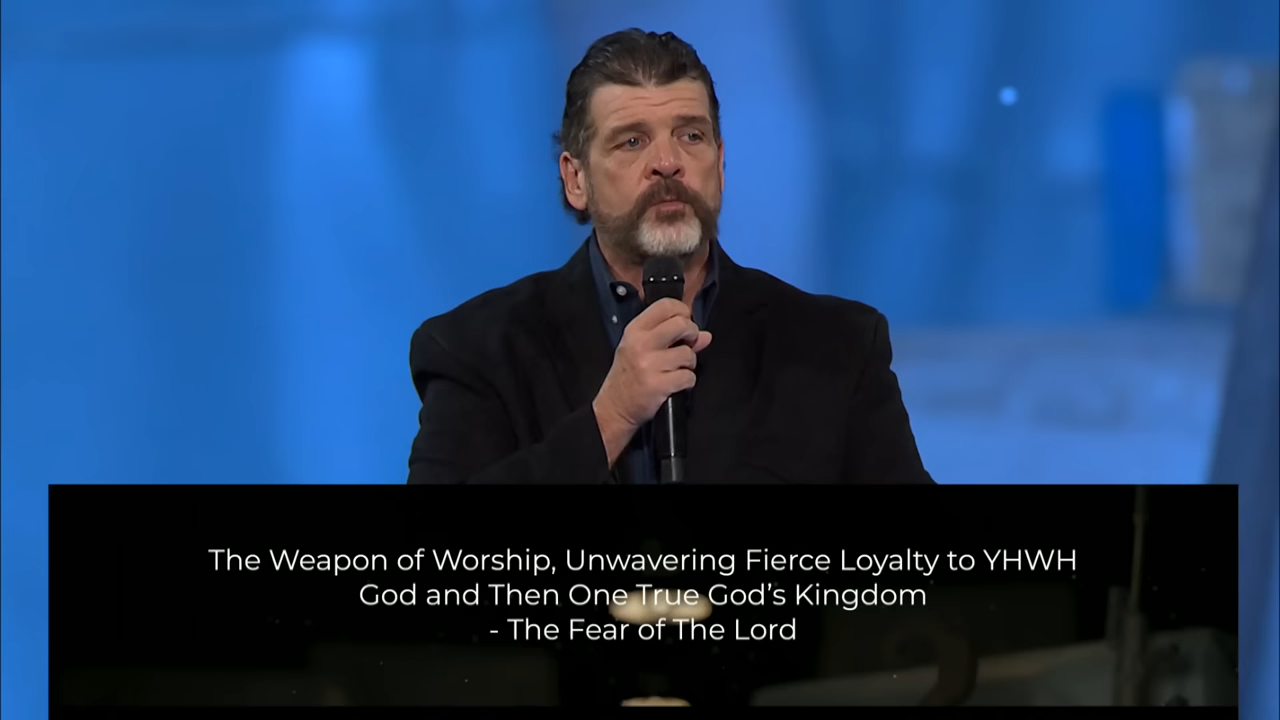 The Weapon of Worship, Unwavering Fierce Loyalty to YHWH
God and Then One True God’s Kingdom
- The Fear of The Lord